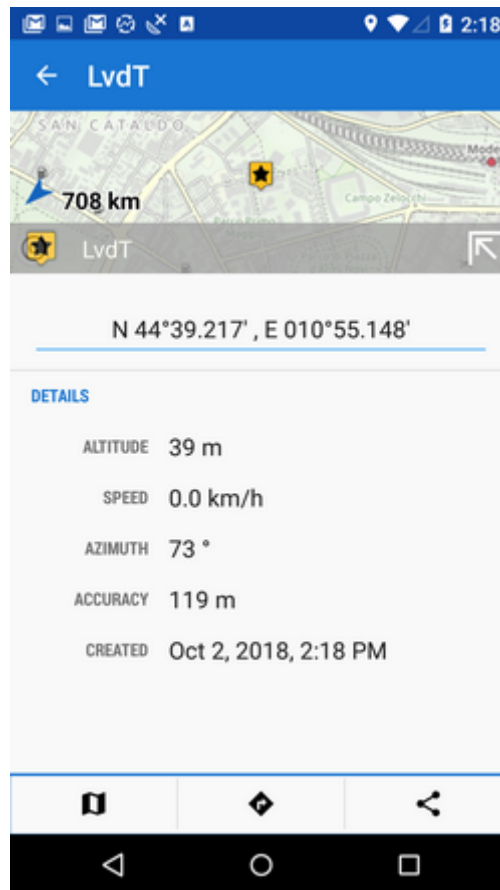 2:18
LvdT
SAN CATALDO
Mode
708 km
Campo Zelocchi
LvdT
N 44°39.217' , E 010°55.148'
DETAILS
ALTITUDE 39 m
SPEED 0.0 km/h
AZIMUTH 73 °
ACCURACY 119 m
CREATED Oct 2, 2018, 2:18 PM